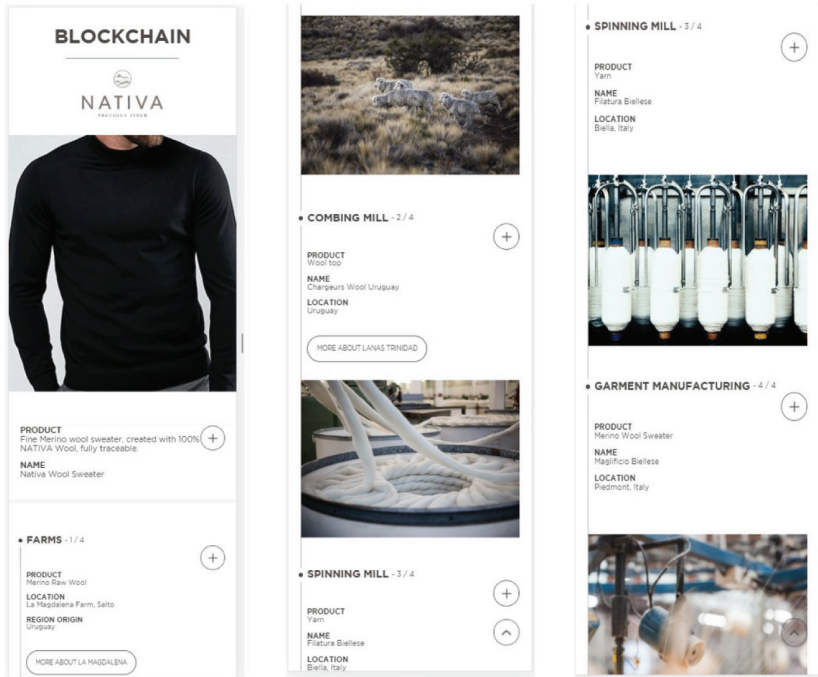 BLOCKCHAIN
NATIVA
PRECIOUS FIBER
PRODUCT
Fine Merino wool sweater, created with 100%
NATIVA Wool, fully traceable.
NAME
Nativa Wool Sweater
FARMS - 1 / 4
PRODUCT
Merino Raw Wool
LOCATION
La Magdalena Farm, Salto
REGION ORIGIN
Uruguay
MORE ABOUT LA MAGDALENA
COMBING MILL - 2 / 4
PRODUCT
Wool top
NAME
Chargeurs Wool Uruguay
LOCATION
Uruguay
MORE ABOUT LANAS TRINIDAD
SPINNING MILL - 3 / 4
PRODUCT
Yarn
NAME
Filatura Biellese
LOCATION
Biella, Italy
SPINNING MILL - 3 / 4
PRODUCT
Yarn
NAME
Filatura Biellese
LOCATION
Biella, Italy
GARMENT MANUFACTURING - 4 / 4
PRODUCT
Merino Wool Sweater
NAME
Maglificio Biellese
LOCATION
Piedmont, Italy